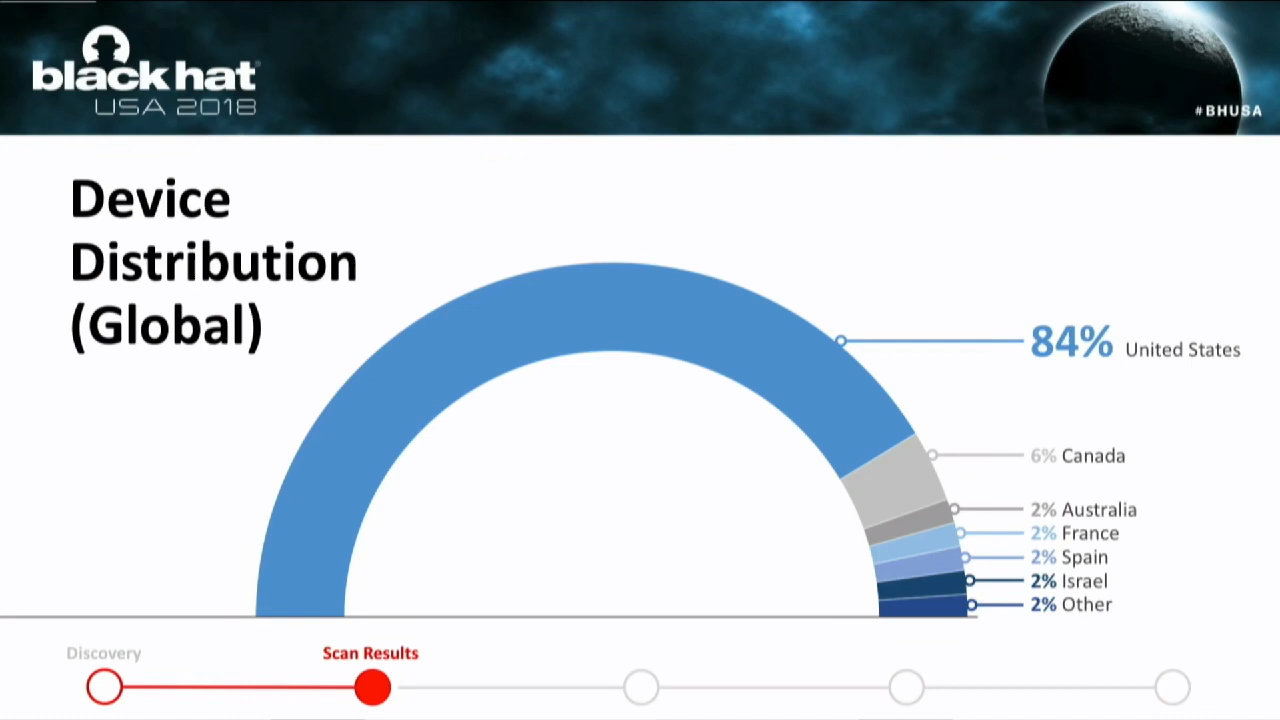 black hat
USA 2018
#BHUSA
Device
Distribution
(Global)
84% United States
6% Canada
2% Australia
2% France
2% Spain
2% Israel
2% Other
Discovery
Scan Results